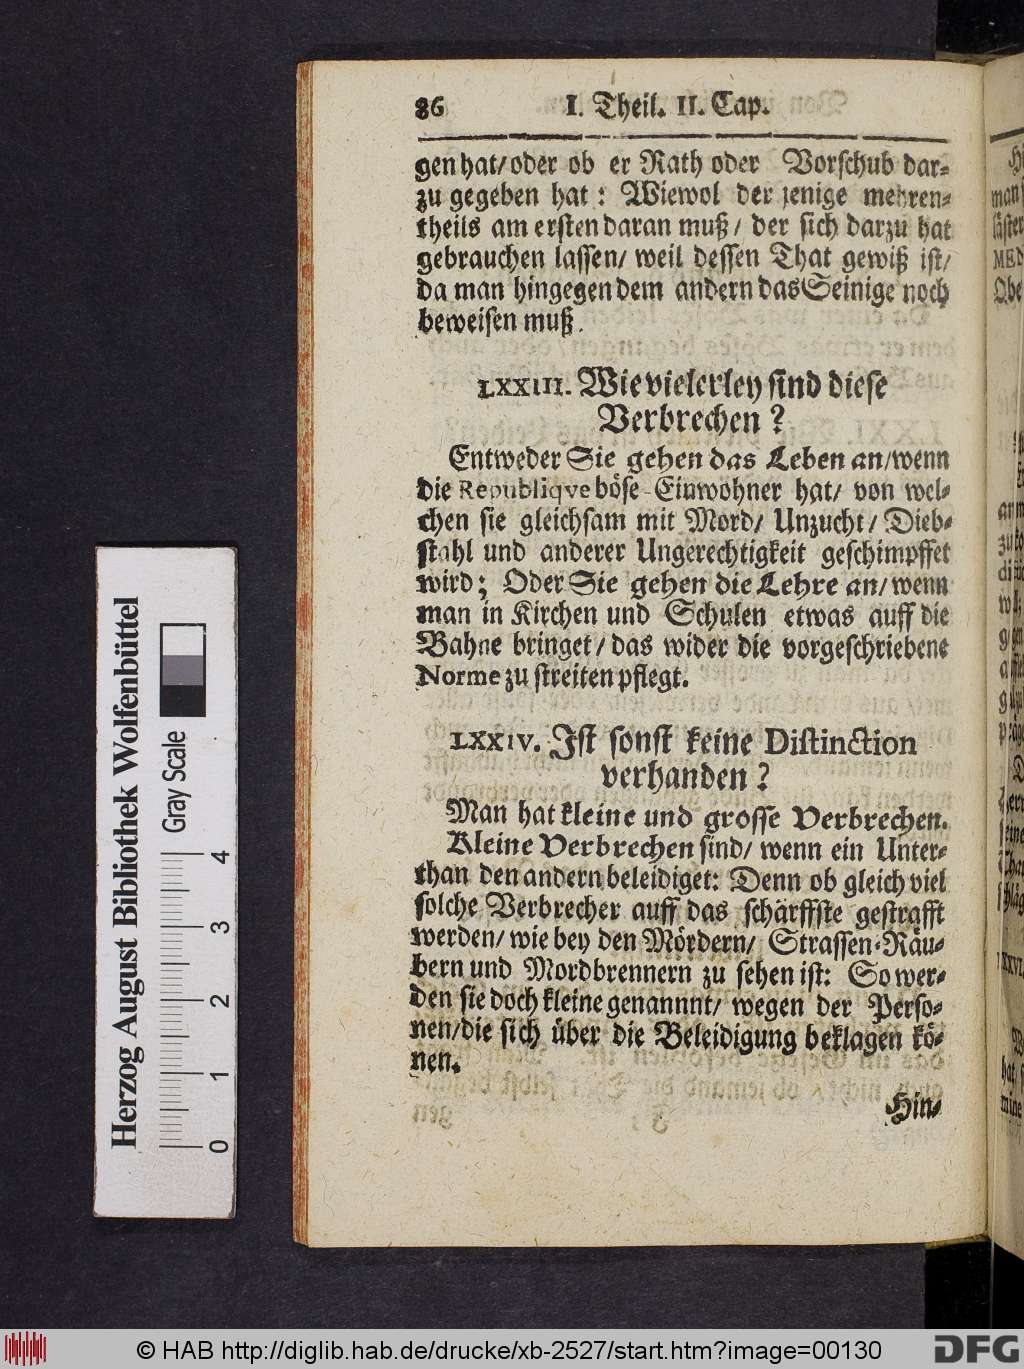 86 I. Theil. II. Cap.
gen hat/ oder ob er Rath oder Vorschub dar-
zu gegeben hat: Wiewol der jenige mehren-
theils am ersten daran muß/ der sich darzu hat
gebrauchen lassen/ weil dessen That gewiß ist/
da man hingegen dem andern das Seinige noch
beweisen muß.
LXXIII. Wie vielerley sind diese
Verbrechen?
Entweder Sie gehen das Leben an/wenn
die Republiqve böse Einwohner hat/ von wel-
chen sie gleichsam mit Mord/ Unzucht/ Dieb-
stahl und anderer Ungerechtigkeit geschimpffet
wird; Oder Sie gehen die Lehre an/ wenn
man in Kirchen und Schulen etwas auff die
Bahne bringet/ das wider die vorgeschriebene
Norme zu streiten pflegt.
LXXIV. Ist sonst keine Distinction
verhanden?
Man hat kleine und grosse Verbrechen.
Kleine Verbrechen sind/ wenn ein Unter-
than den andern beleidiget: Denn ob gleich viel
solche Verbrecher auff das schärffste gestrafft
werden/ wie bey den Mördern/ Strassen-Räu-
bern und Mordbrennern zu sehen ist: So wer-
den sie doch kleine genannnt/ wegen der Perso-
nen/die sich über die Beleidigung beklagen kö-
nen.
Hin-
Herzog August Bibliothek Wolfenbüttel
Gray Scale
0 1 2 3 4
© HAB http://diglib.hab.de/drucke/xb-2527/start.htm?image=00130
DFG